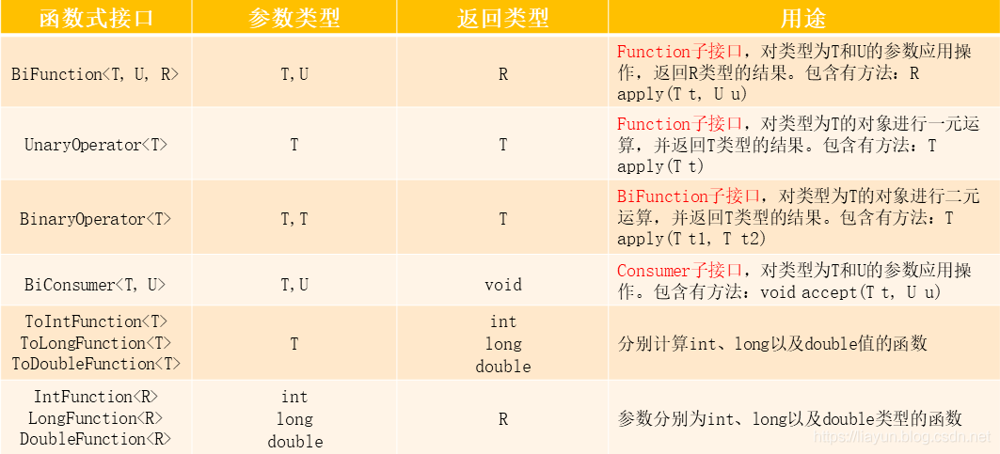 函数式接口 参数类型 返回类型 用途
BiFunction<T, U, R> T,U R Function子接口，对类型为T和U的参数应用操
作，返回R类型的结果。包含有方法：R
apply(T t, U u)
UnaryOperator<T> T T Function子接口，对类型为T的对象进行一元运
算，并返回T类型的结果。包含有方法：T
apply(T t)
BinaryOperator<T> T,T T BiFunction子接口，对类型为T的对象进行二元
运算，并返回T类型的结果。包含有方法：T
apply(T t1, T t2)
BiConsumer<T, U> T,U void Consumer子接口，对类型为T和U的参数应用操
作。包含有方法：void accept(T t, U u)
ToIntFunction<T> int
ToLongFunction<T> T long 分别计算int、long以及double值的函数
ToDoubleFunction<T> double
IntFunction<R> int
LongFunction<R> long R 参数分别为int、long以及double类型的函数
DoubleFunction<R> double
https://liayun.blog.csdn.net